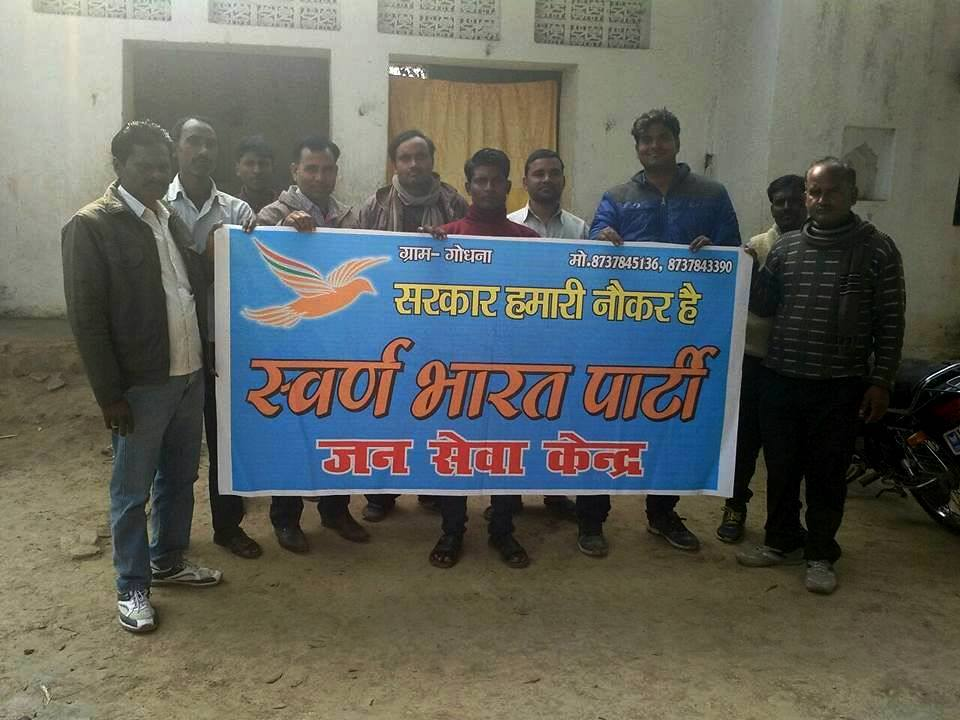 ग्राम- गोधना मो.8737845136, 8737843390
सरकार हमारी नौकर है
स्वर्ण भारत पार्टी
जन सेवा केन्द्र